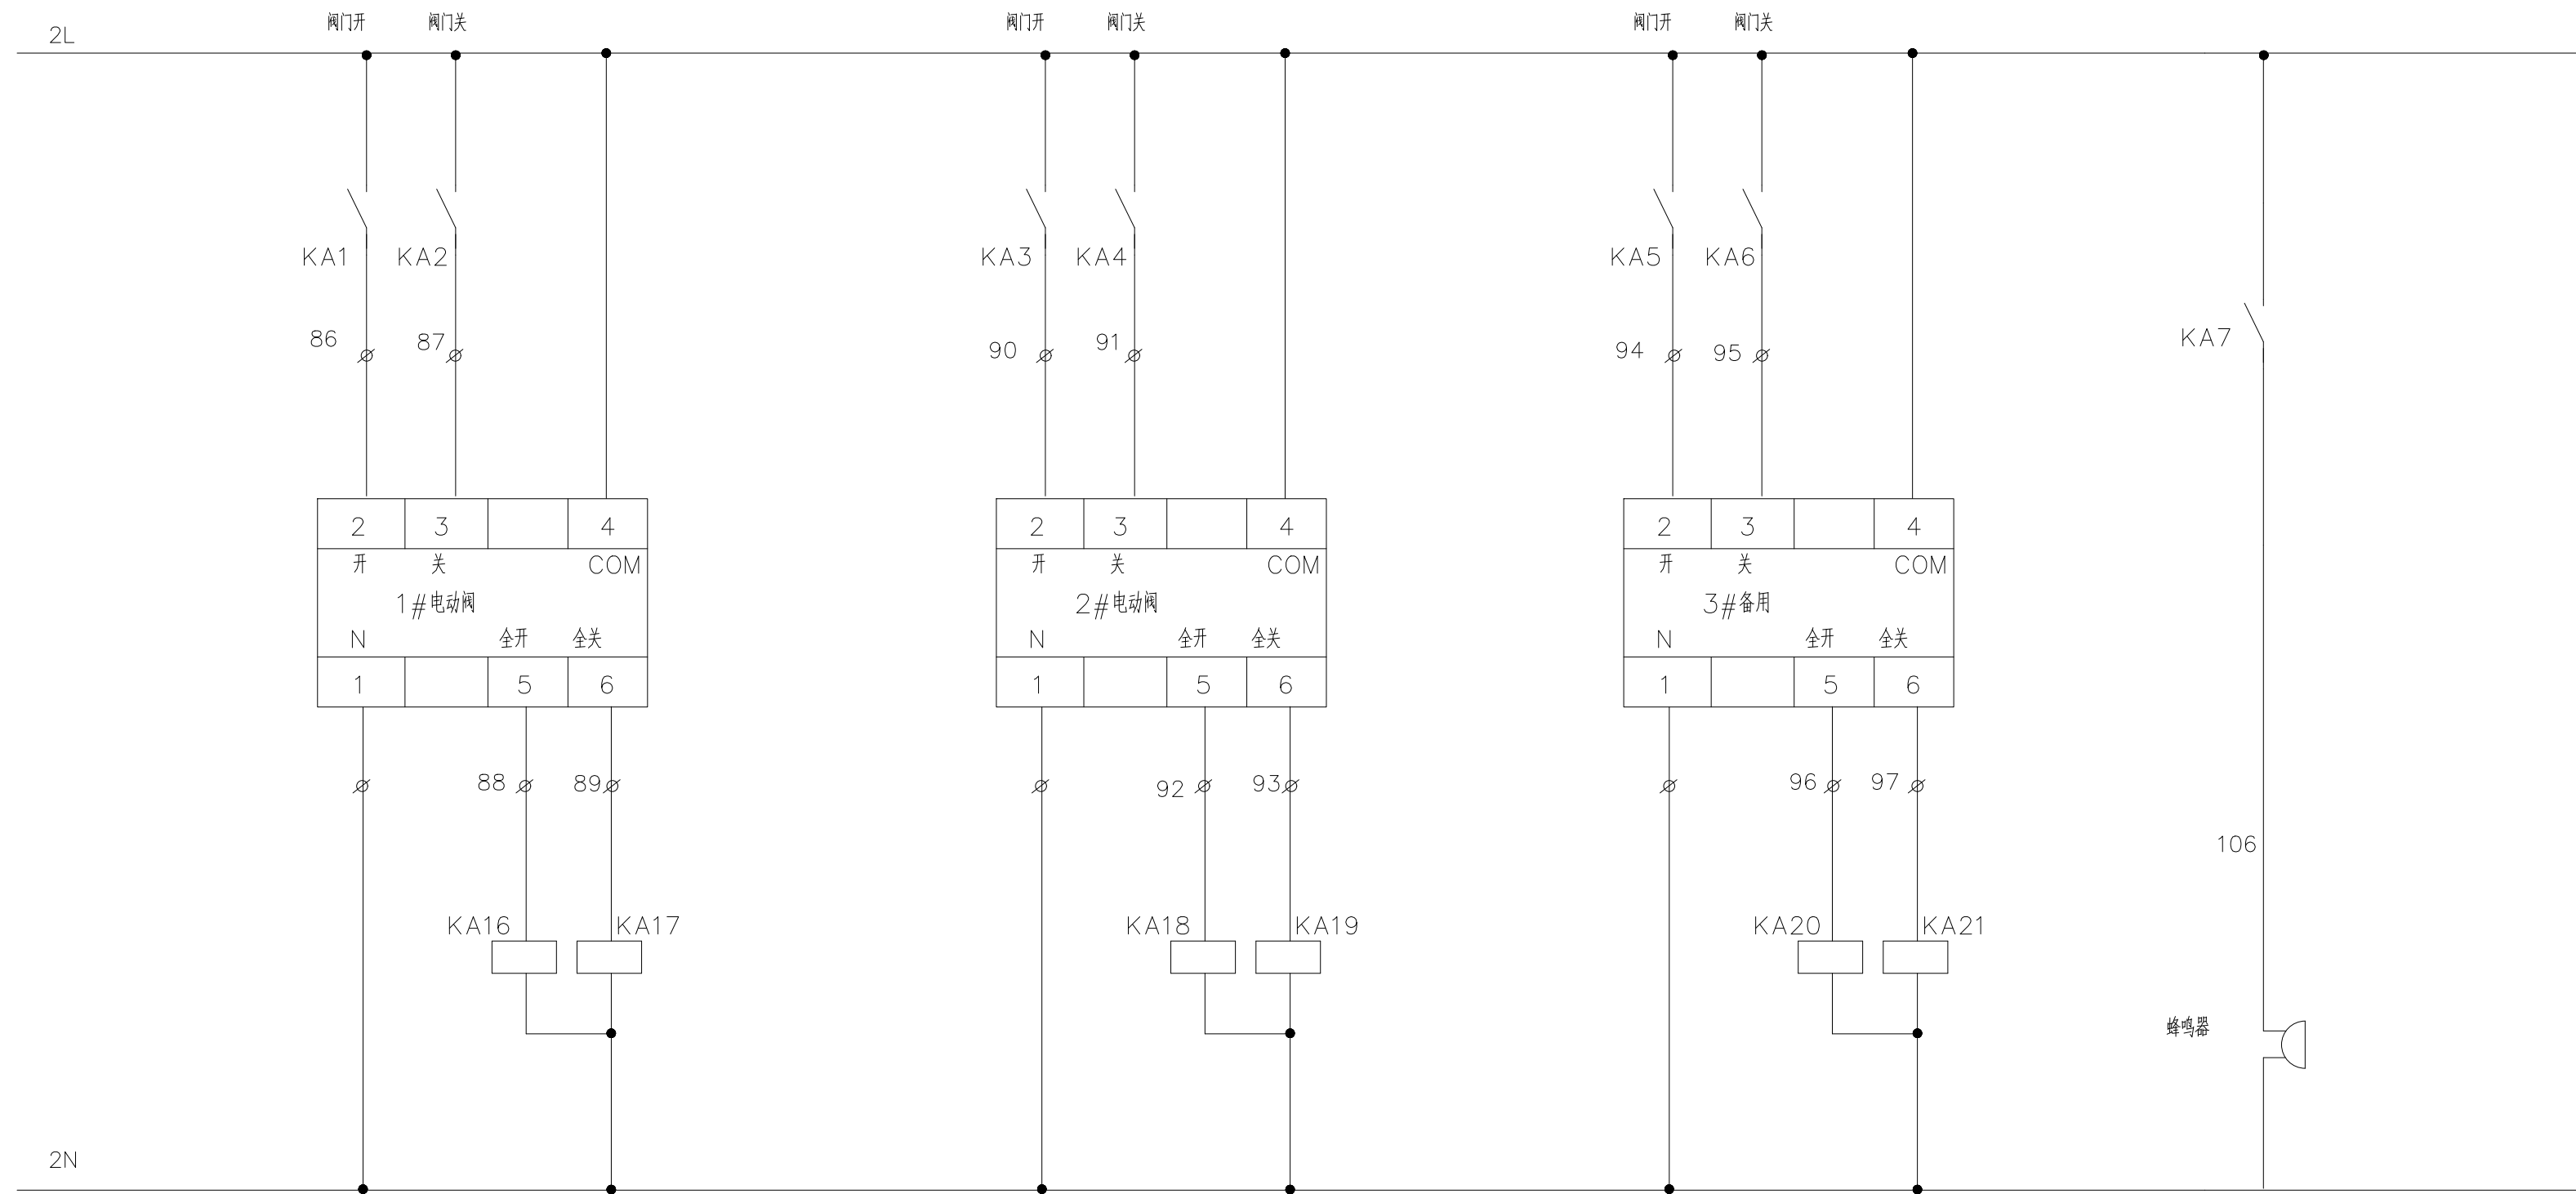 阀门开 阀门关 阀门开 阀门关 阀门开 阀门关
2L
KA1 KA2 KA3 KA4 KA5 KA6
KA7
86 87 90 91 94 95
2 3 4 2 3 4 2 3 4
开 关 COM 开 关 COM 开 关 COM
1#电动阀 2#电动阀 3#备用
N 全开 全关 N 全开 全关 N 全开 全关
1 5 6 1 5 6 1 5 6
88 89 92 93 96 97
106
KA16 KA17 KA18 KA19 KA20 KA21
蜂鸣器
2N